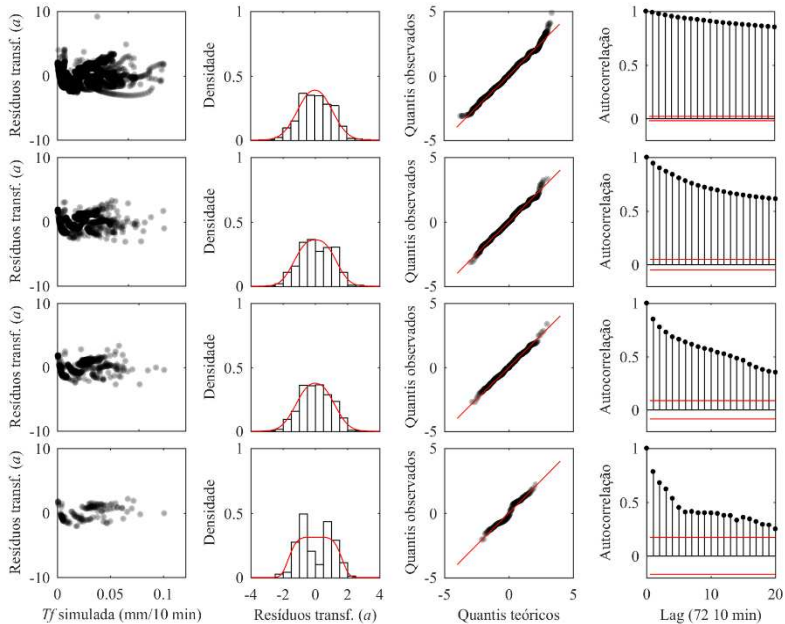 Resíduos transf. (a)
10
0
-10
Densidade
1
0.5
0
Quantis observados
5
0
-5
Autocorrelação
1
0.5
0
Resíduos transf. (a)
10
0
-10
Densidade
1
0.5
0
Quantis observados
5
0
-5
Autocorrelação
1
0.5
0
Resíduos transf. (a)
10
0
-10
Densidade
1
0.5
0
Quantis observados
5
0
-5
Autocorrelação
1
0.5
0
Resíduos transf. (a)
10
0
-10
0 0.05 0.1
Tf simulada (mm/10 min)
Densidade
1
0.5
0
-4 -2 0 2 4
Resíduos transf. (a)
Quantis observados
5
0
-5
-5 0 5
Quantis teóricos
Autocorrelação
1
0.5
0
0 10 20
Lag (72 10 min)